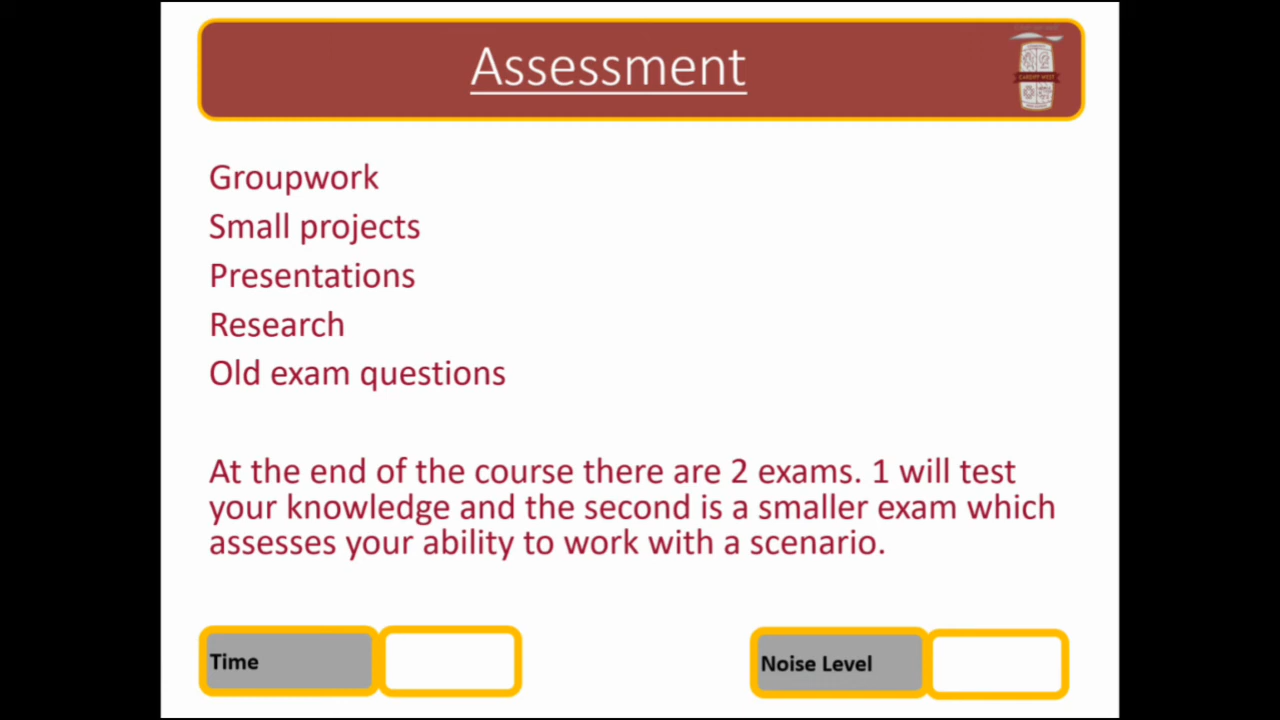 Assessment
CARDIFF WEST
Groupwork
Small projects
Presentations
Research
Old exam questions
At the end of the course there are 2 exams. 1 will test
your knowledge and the second is a smaller exam which
assesses your ability to work with a scenario.
Time
Noise Level